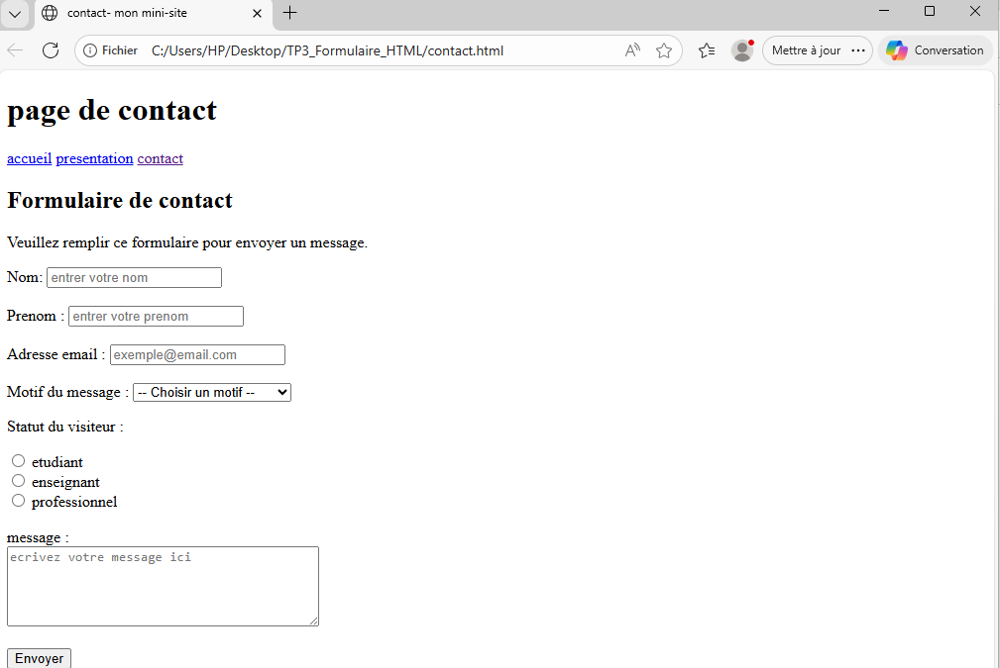 contact- mon mini-site
Fichier C:/Users/HP/Desktop/TP3_Formulaire_HTML/contact.html
Mettre à jour
Conversation
page de contact
accueil presentation contact
Formulaire de contact
Veuillez remplir ce formulaire pour envoyer un message.
Nom: entrer votre nom
Prenom : entrer votre prenom
Adresse email : exemple@email.com
Motif du message : -- Choisir un motif --
Statut du visiteur :
etudiant
enseignant
professionnel
message :
ecrivez votre message ici
Envoyer